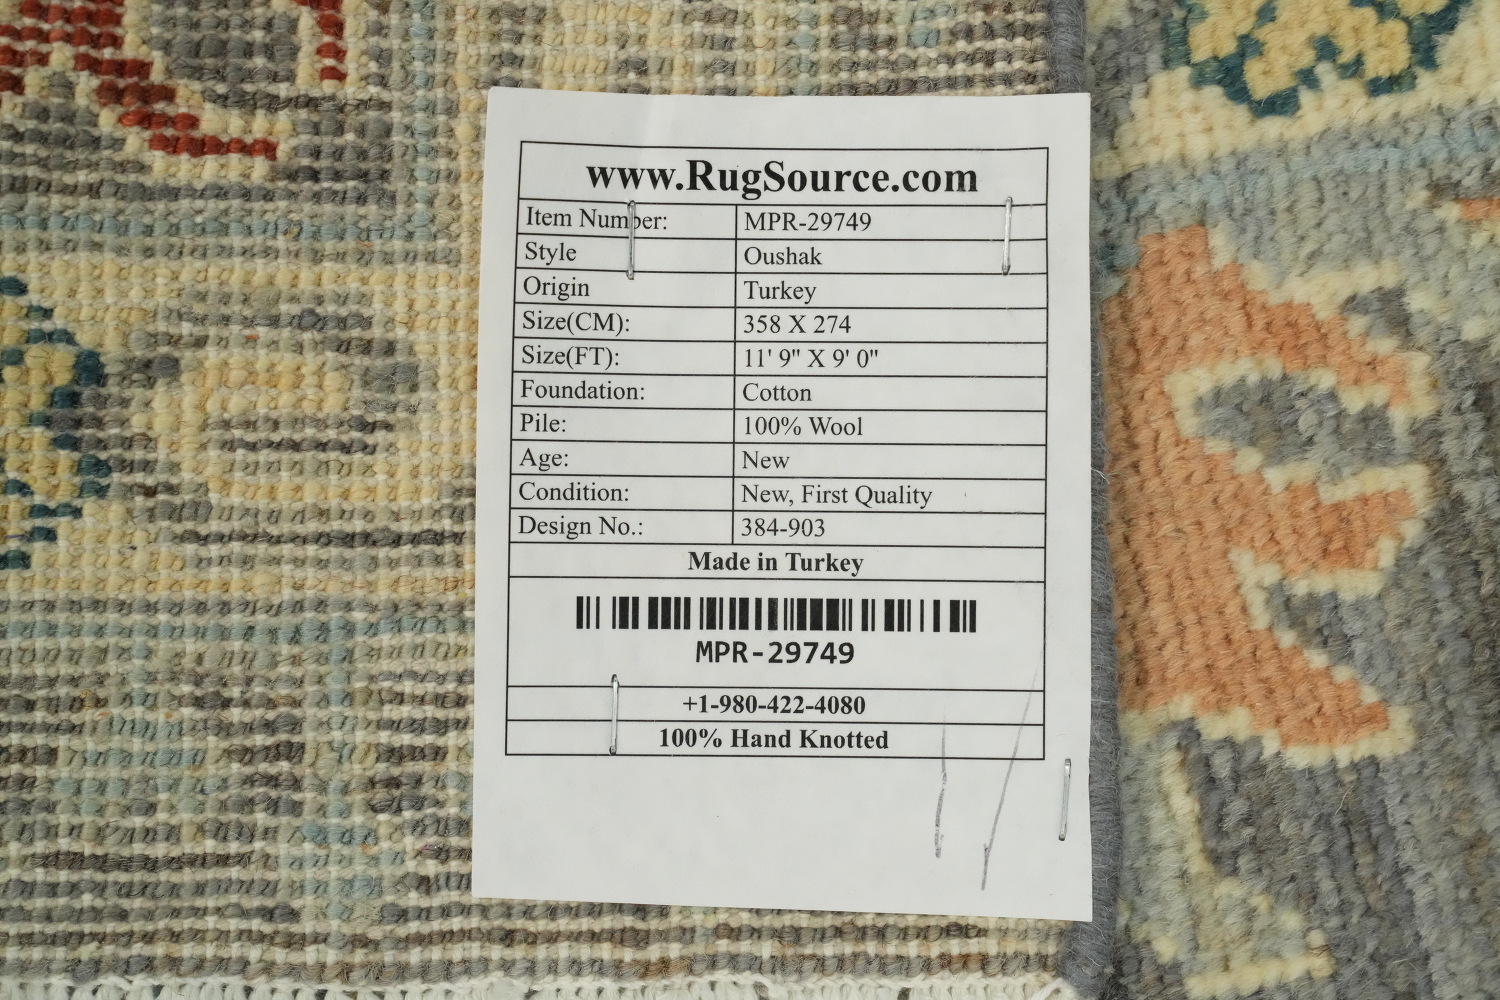 www.RugSource.com
Item Number: MPR-29749
Style Oushak
Origin Turkey
Size(CM): 358 X 274
Size(FT): 11' 9" X 9' 0"
Foundation: Cotton
Pile: 100% Wool
Age: New
Condition: New, First Quality
Design No.: 384-903
Made in Turkey
MPR-29749
+1-980-422-4080
100% Hand Knotted